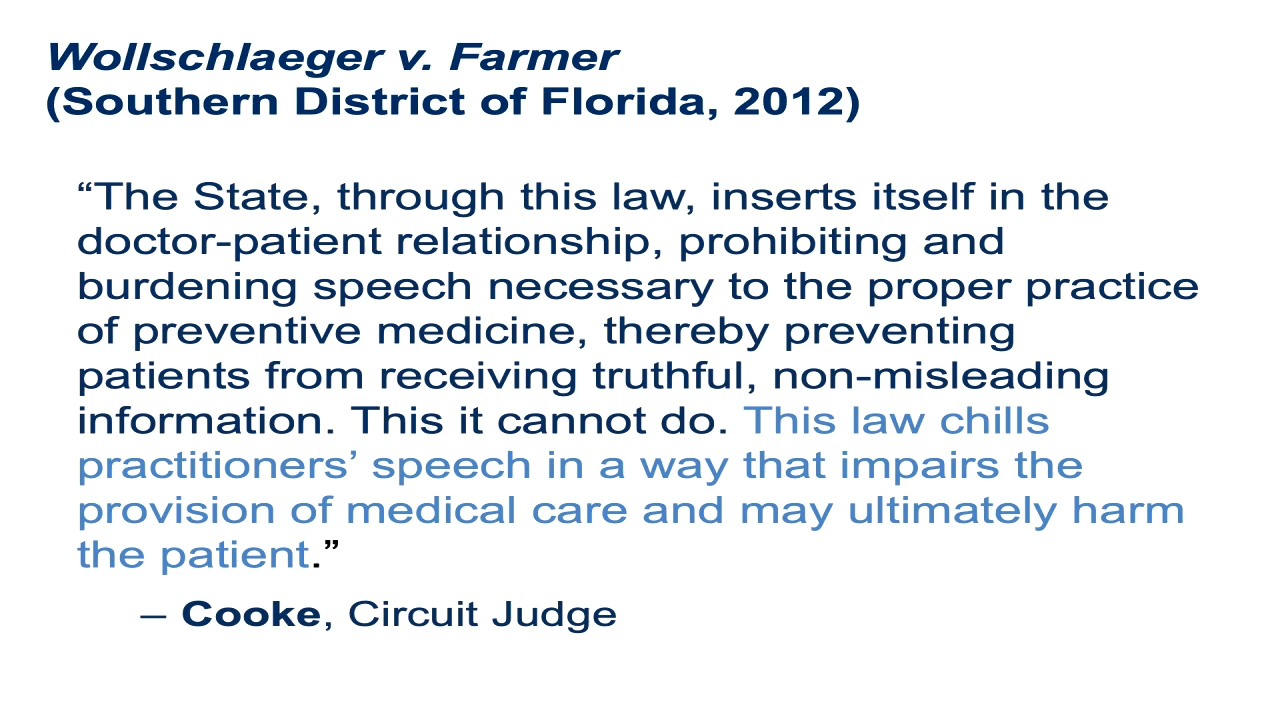 Wollschlaeger v. Farmer
(Southern District of Florida, 2012)
“The State, through this law, inserts itself in the
doctor-patient relationship, prohibiting and
burdening speech necessary to the proper practice
of preventive medicine, thereby preventing
patients from receiving truthful, non-misleading
information. This it cannot do. This law chills
practitioners’ speech in a way that impairs the
provision of medical care and may ultimately harm
the patient.”
– Cooke, Circuit Judge